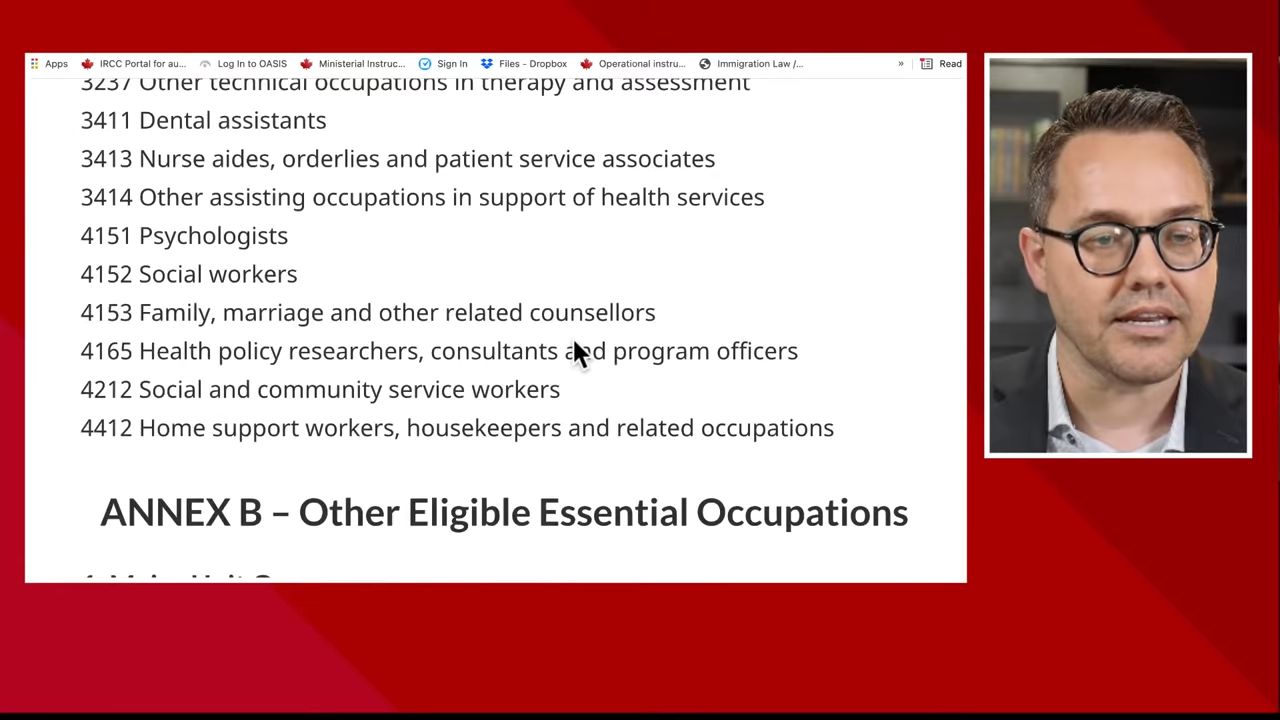 Apps IRCC Portal for au... Log In to OASIS Ministerial Instruc... Sign In Files - Dropbox Operational instru... Immigration Law /... » Read
3237 Other technical occupations in therapy and assessment
3411 Dental assistants
3413 Nurse aides, orderlies and patient service associates
3414 Other assisting occupations in support of health services
4151 Psychologists
4152 Social workers
4153 Family, marriage and other related counsellors
4165 Health policy researchers, consultants and program officers
4212 Social and community service workers
4412 Home support workers, housekeepers and related occupations
ANNEX B – Other Eligible Essential Occupations